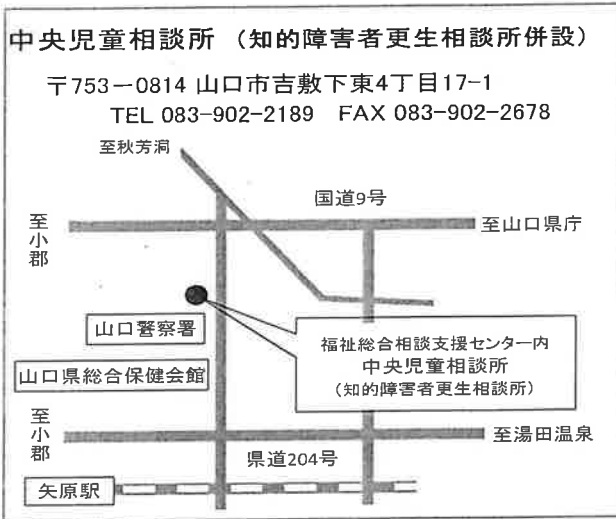 中央児童相談所（知的障害者更生相談所併設）
〒753－0814 山口市吉敷下東4丁目17-1
TEL 083-902-2189　FAX 083-902-2678
至秋芳洞
国道9号
至小郡
至山口県庁
山口警察署
福祉総合相談支援センター内
中央児童相談所
（知的障害者更生相談所）
山口県総合保健会館
至小郡
至湯田温泉
県道204号
矢原駅